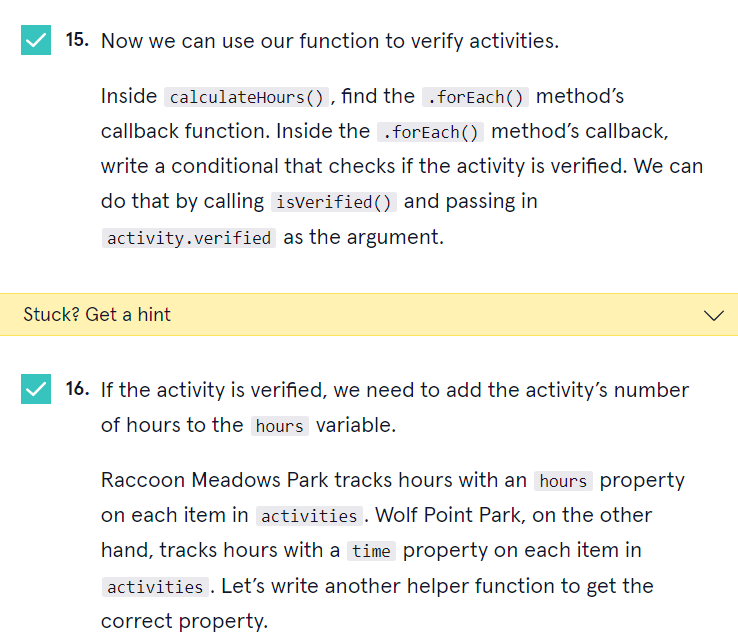 15. Now we can use our function to verify activities.
Inside calculateHours(), find the .forEach() method’s
callback function. Inside the .forEach() method’s callback,
write a conditional that checks if the activity is verified. We can
do that by calling isVerified() and passing in
activity.verified as the argument.
Stuck? Get a hint
16. If the activity is verified, we need to add the activity’s number
of hours to the hours variable.
Raccoon Meadows Park tracks hours with an hours property
on each item in activities. Wolf Point Park, on the other
hand, tracks hours with a time property on each item in
activities. Let’s write another helper function to get the
correct property.